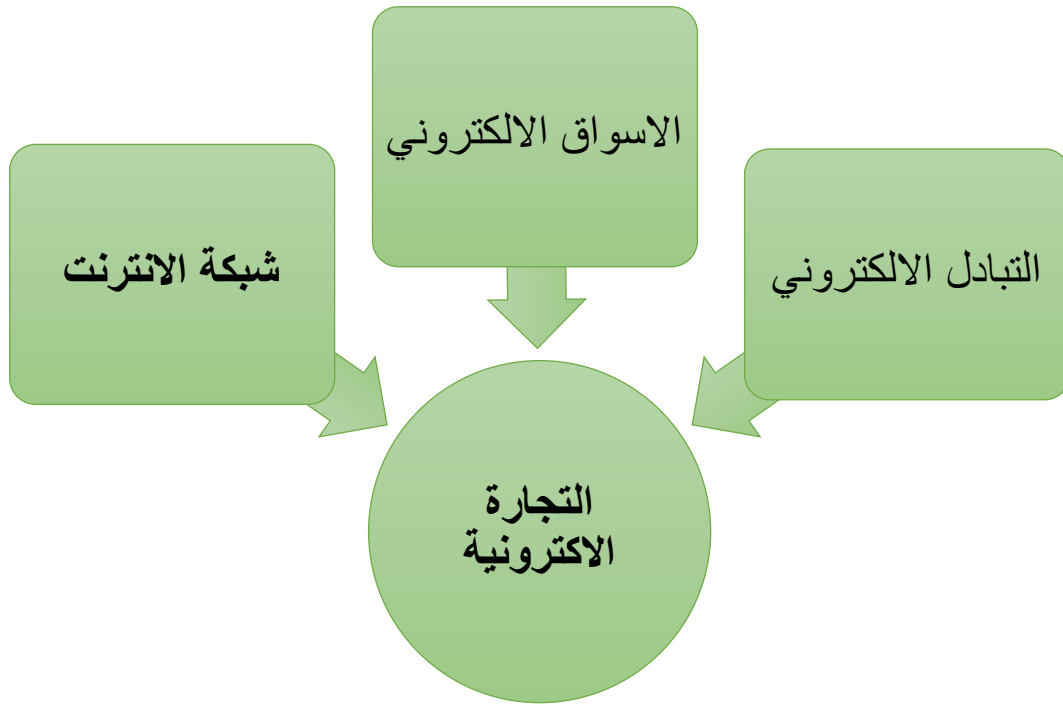 الاسواق الالكتروني
التبادل الالكتروني
شبكة الانترنت
التجارة
الاكترونية